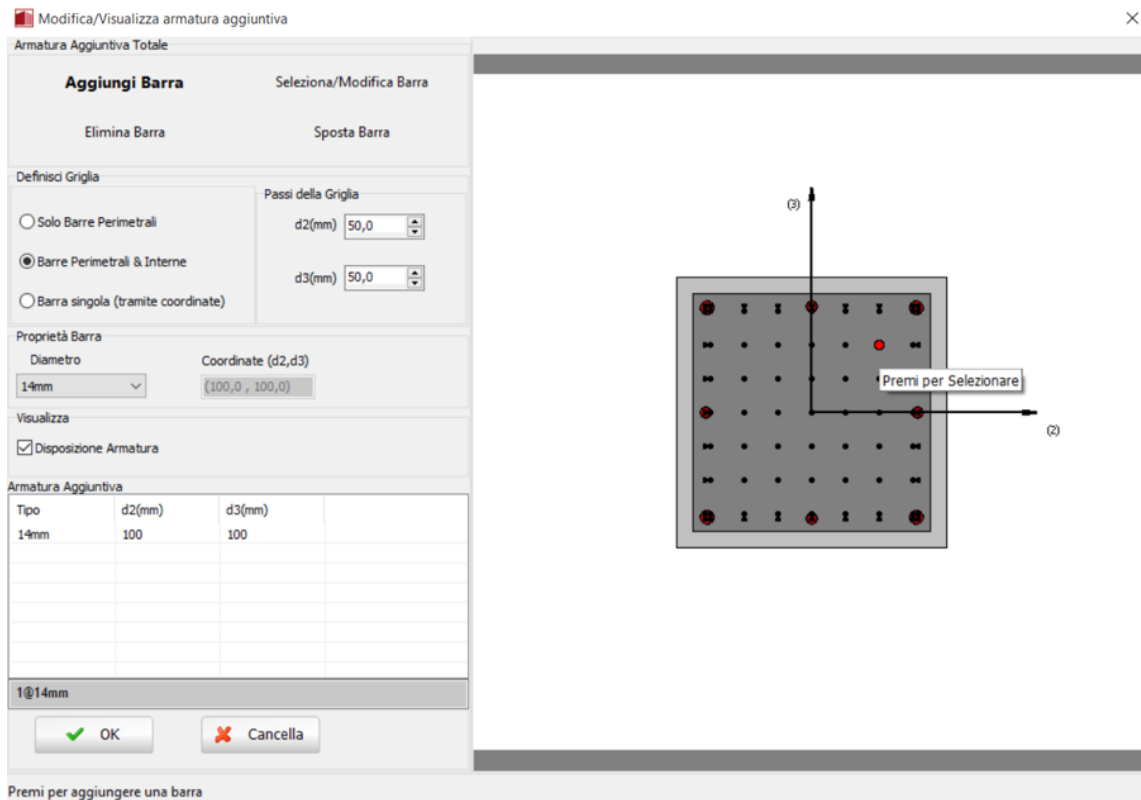 Modifica/Visualizza armatura aggiuntiva
Armatura Aggiuntiva Totale
Aggiungi Barra
Seleziona/Modifica Barra
Elimina Barra
Sposta Barra
Definisci Griglia
Solo Barre Perimetrali
Barre Perimetrali & Interne
Barra singola (tramite coordinate)
Passi della Griglia
d2(mm) 50,0
d3(mm) 50,0
Proprietà Barra
Diametro
14mm
Coordinate (d2,d3)
(100,0 , 100,0)
Visualizza
Disposizione Armatura
Armatura Aggiuntiva
Tipo d2(mm) d3(mm)
14mm 100 100
1@14mm
OK
Cancella
Premi per aggiungere una barra
(3)
Premi per Selezionare
(2)